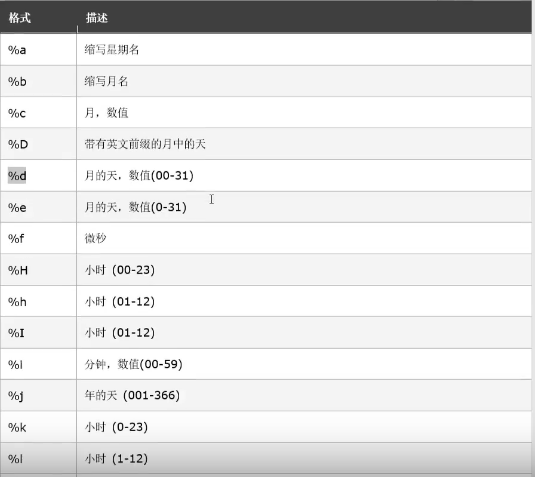 格式 描述
%a 缩写星期名
%b 缩写月名
%c 月，数值
%D 带有英文前缀的月中的天
%d 月的天，数值(00-31)
%e 月的天，数值(0-31)
%f 微秒
%H 小时 (00-23)
%h 小时 (01-12)
%I 小时 (01-12)
%i 分钟，数值(00-59)
%j 年的天 (001-366)
%k 小时 (0-23)
%l 小时 (1-12)